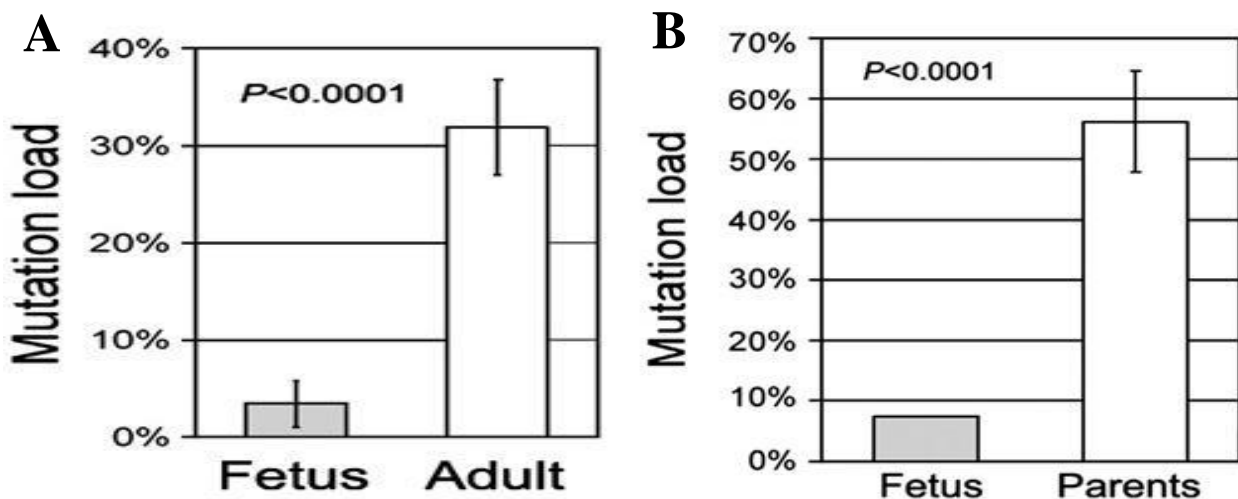 A
Mutation load
40%
30%
20%
10%
0%
P<0.0001
Fetus Adult
B
Mutation load
70%
60%
50%
40%
30%
20%
10%
0%
P<0.0001
Fetus Parents